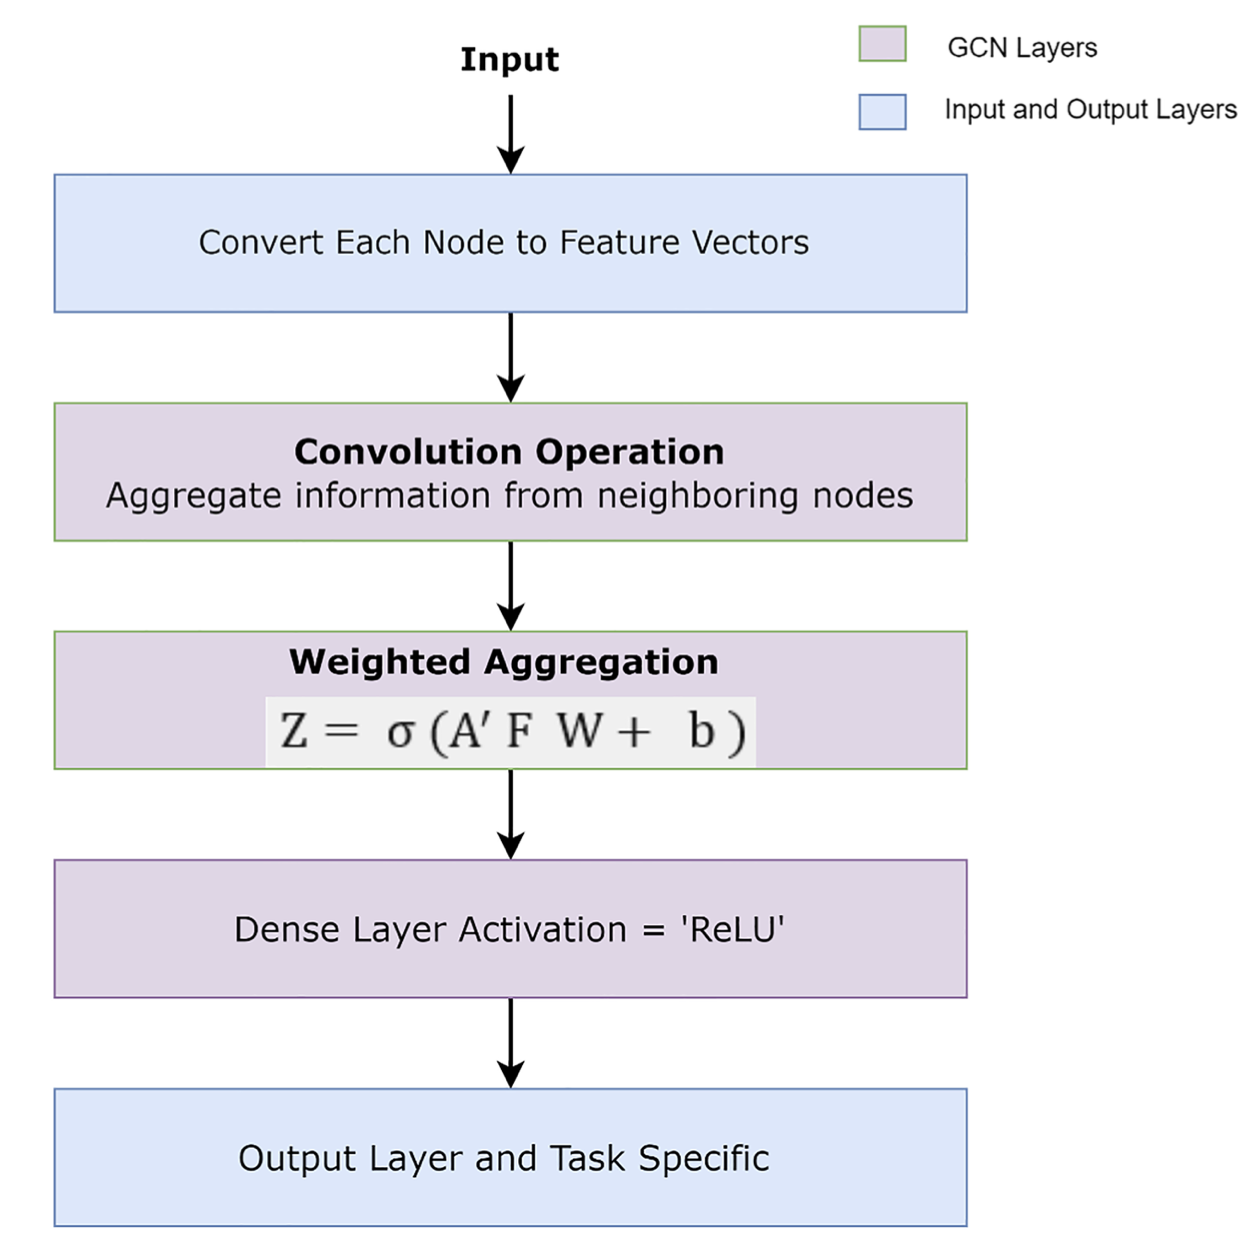 Input
GCN Layers
Input and Output Layers
Convert Each Node to Feature Vectors
Convolution Operation
Aggregate information from neighboring nodes
Weighted Aggregation
Z = σ (A′ F W + b )
Dense Layer Activation = 'ReLU'
Output Layer and Task Specific